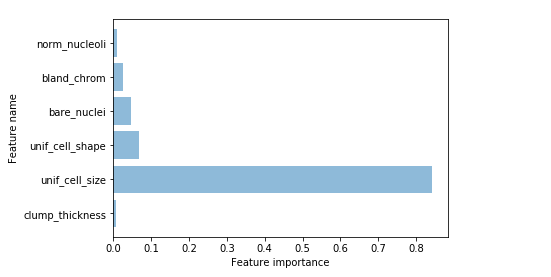 norm_nucleoli
bland_chrom
bare_nuclei
unif_cell_shape
unif_cell_size
clump_thickness
Feature name
0.0 0.1 0.2 0.3 0.4 0.5 0.6 0.7 0.8
Feature importance